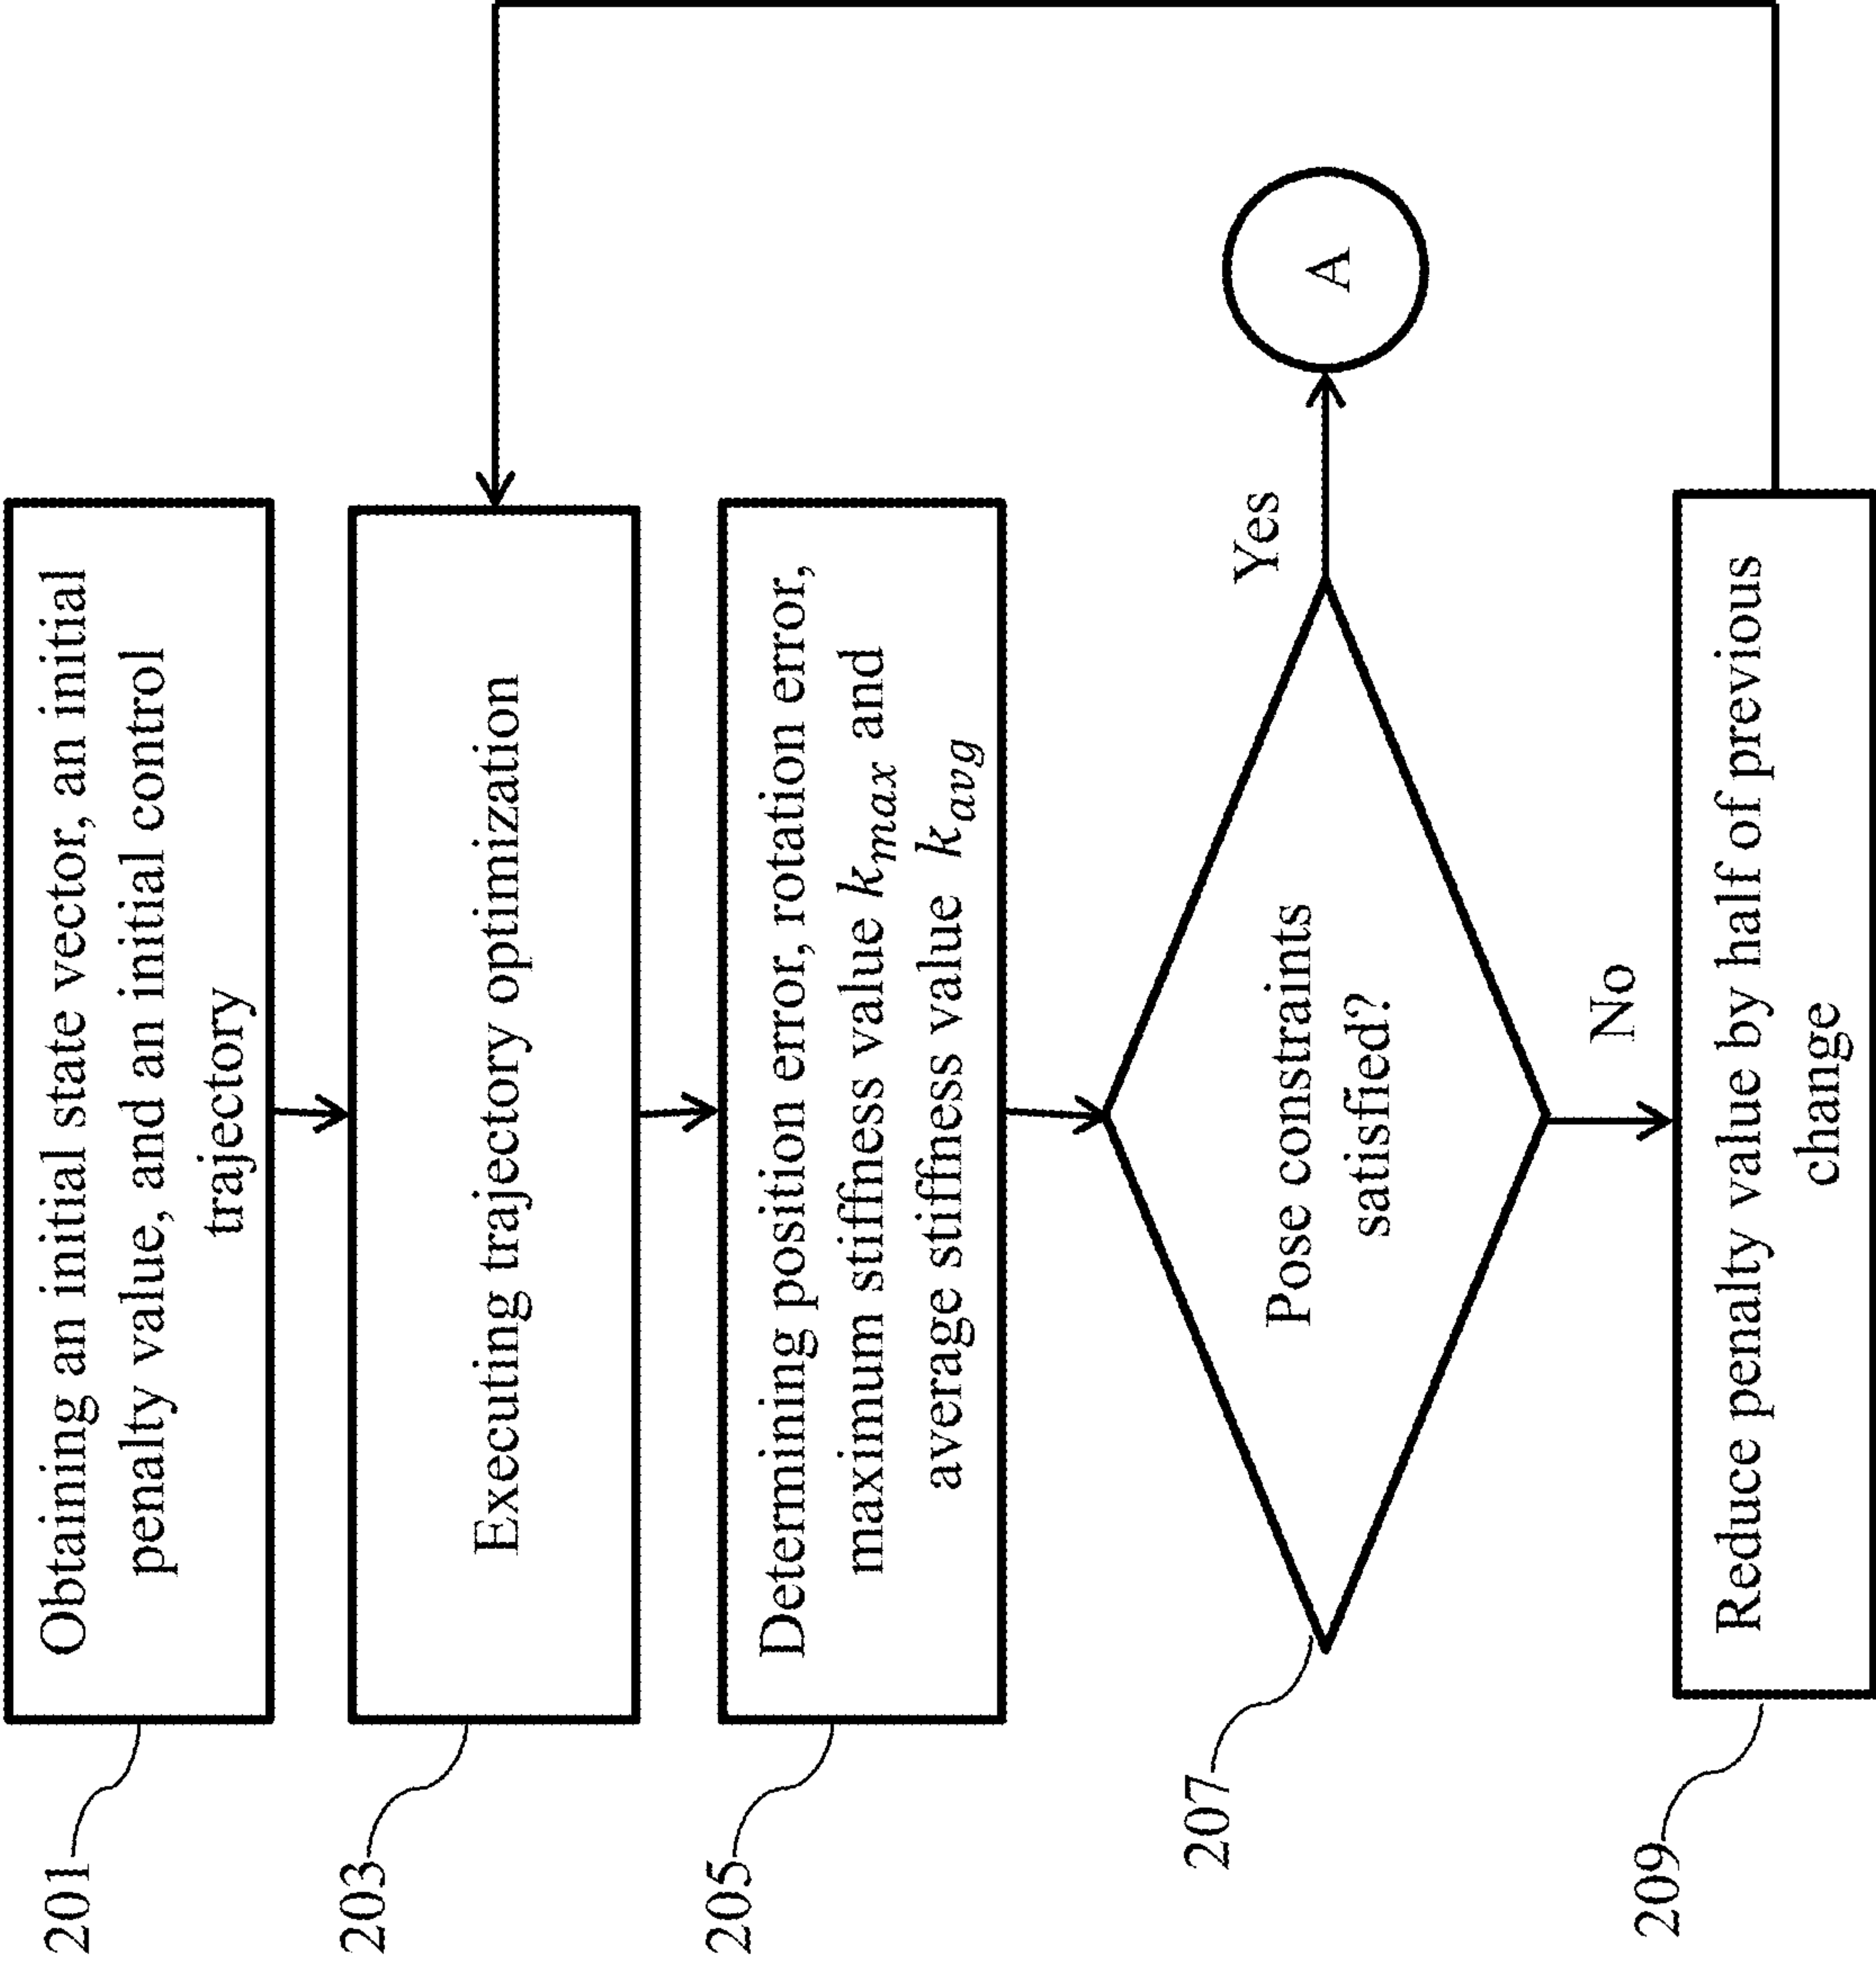 201
Obtaining an initial state vector, an initial
penalty value, and an initial control
trajectory
203
Executing trajectory optimization
205
Determining position error, rotation error,
maximum stiffness value k_max and
average stiffness value k_avg
207
Pose constraints
satisfied?
Yes
A
No
209
Reduce penalty value by half of previous
change